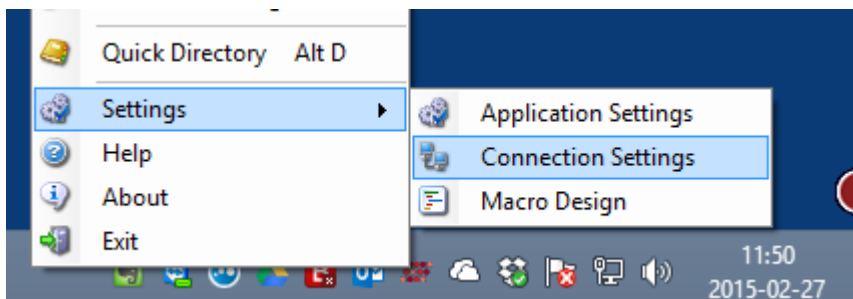 Quick Directory Alt D
Settings
Application Settings
Help
Connection Settings
About
Macro Design
Exit
11:50
2015-02-27